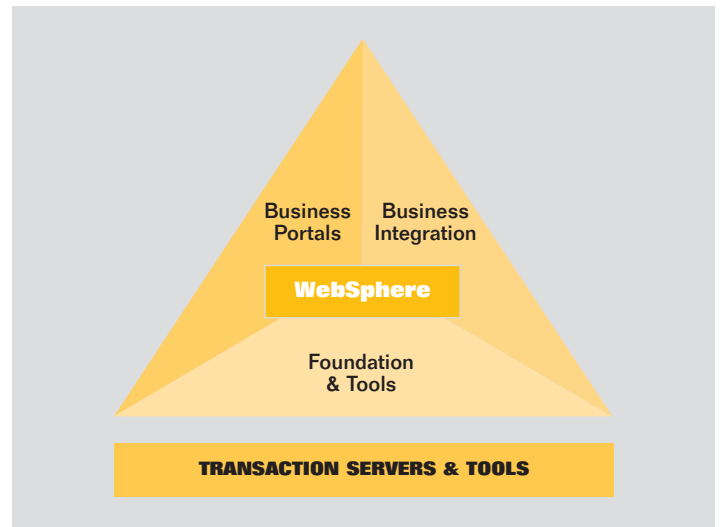 Business
Portals
Business
Integration
WebSphere
Foundation
& Tools
TRANSACTION SERVERS & TOOLS